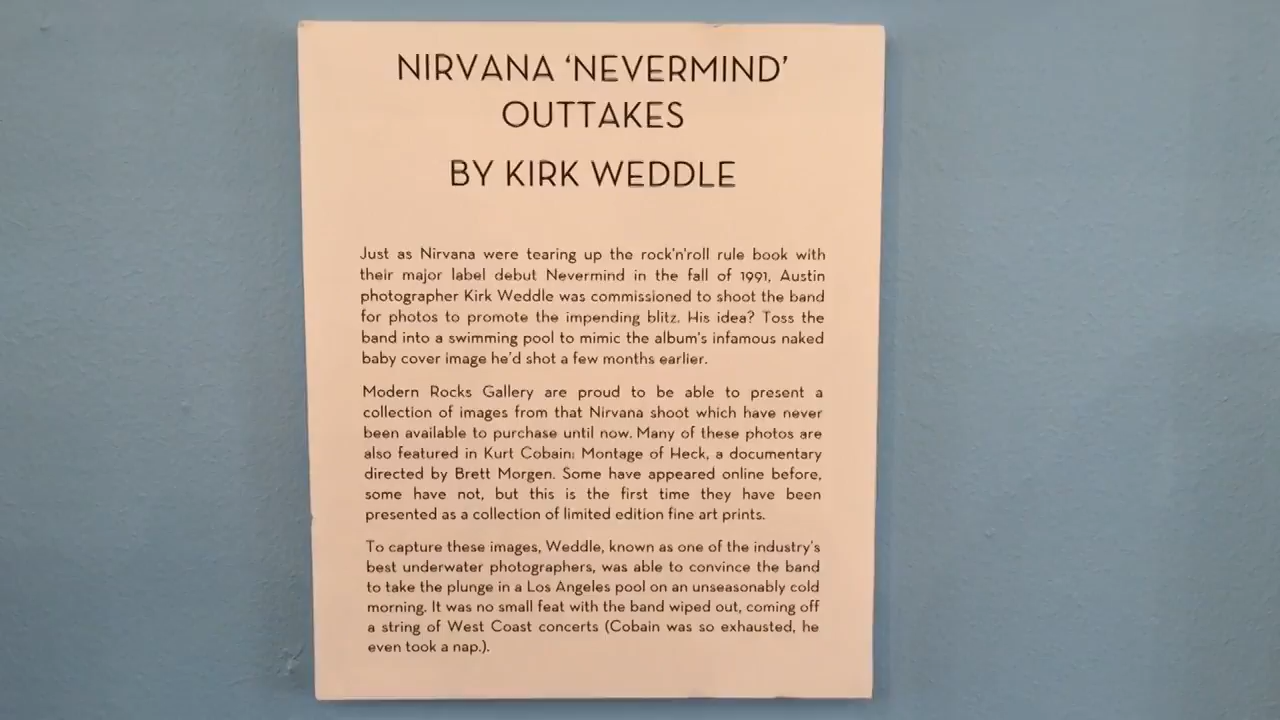 NIRVANA ‘NEVERMIND’
OUTTAKES
BY KIRK WEDDLE
Just as Nirvana were tearing up the rock'n'roll rule book with
their major label debut Nevermind in the fall of 1991, Austin
photographer Kirk Weddle was commissioned to shoot the band
for photos to promote the impending blitz. His idea? Toss the
band into a swimming pool to mimic the album's infamous naked
baby cover image he'd shot a few months earlier.
Modern Rocks Gallery are proud to be able to present a
collection of images from that Nirvana shoot which have never
been available to purchase until now. Many of these photos are
also featured in Kurt Cobain: Montage of Heck, a documentary
directed by Brett Morgen. Some have appeared online before,
some have not, but this is the first time they have been
presented as a collection of limited edition fine art prints.
To capture these images, Weddle, known as one of the industry's
best underwater photographers, was able to convince the band
to take the plunge in a Los Angeles pool on an unseasonably cold
morning. It was no small feat with the band wiped out, coming off
a string of West Coast concerts (Cobain was so exhausted, he
even took a nap.).